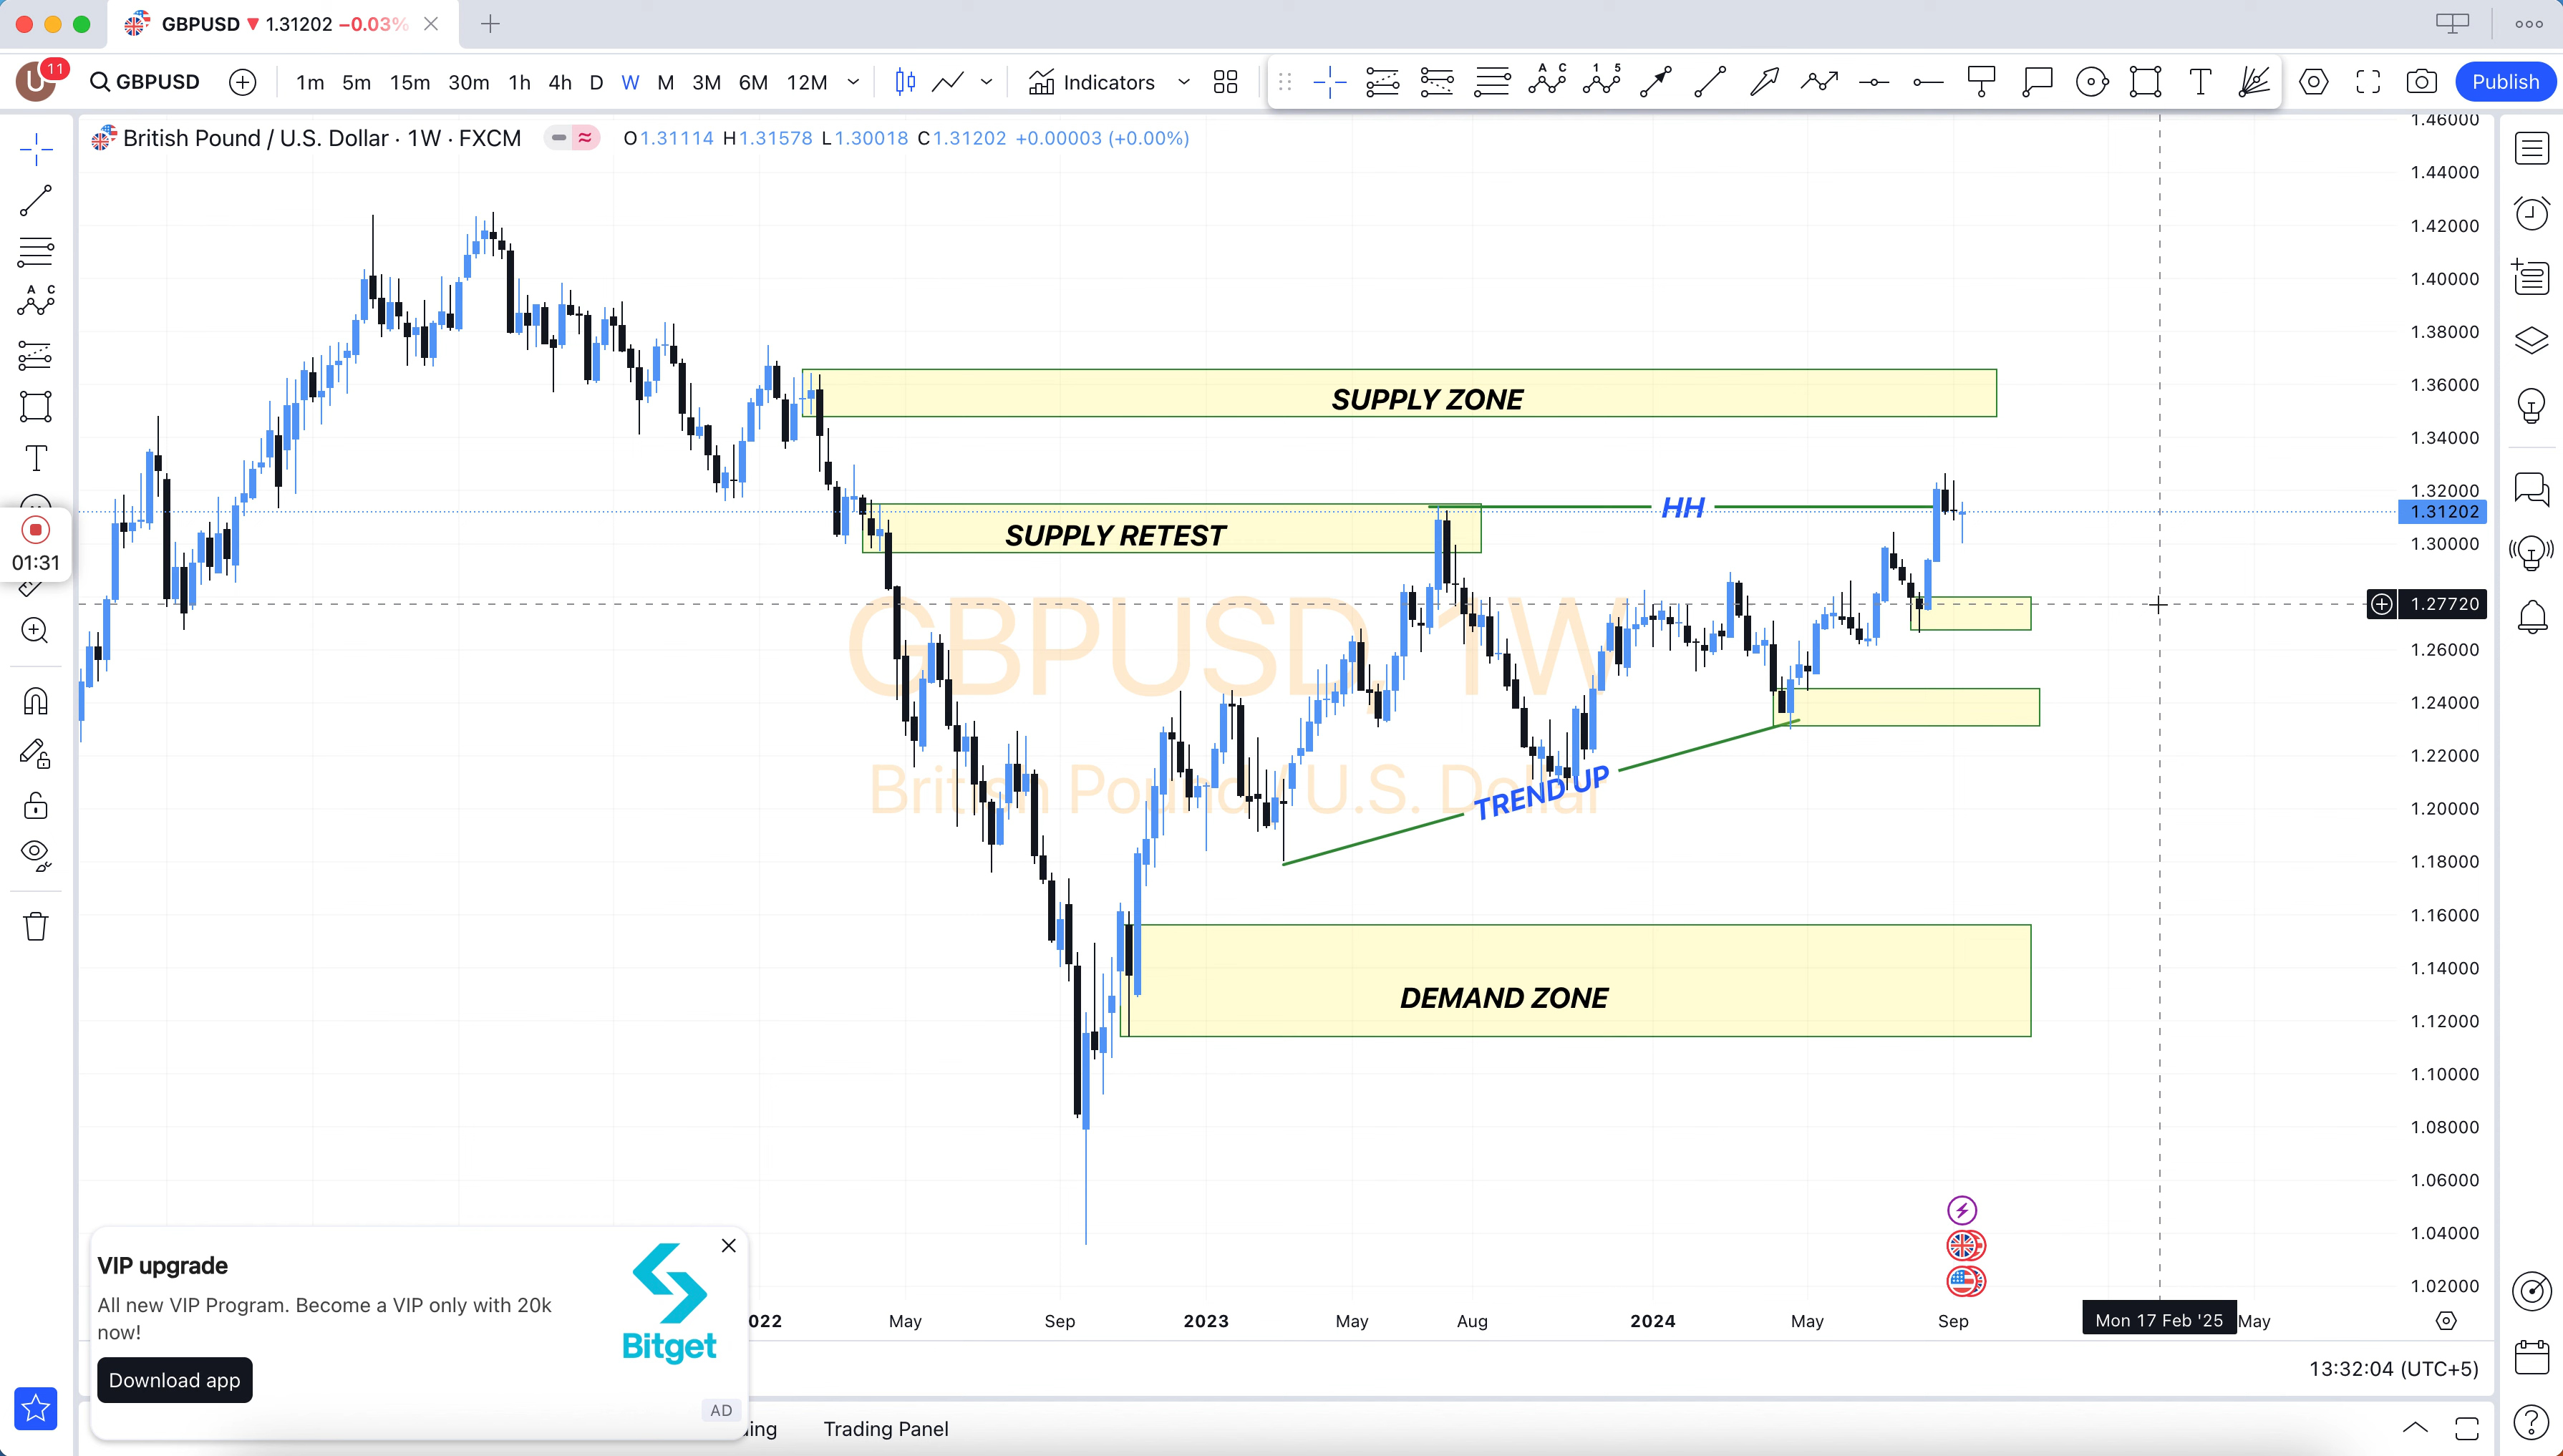 GBPUSD ▼ 1.31202 −0.03%
U 11 GBPUSD 1m 5m 15m 30m 1h 4h D W M 3M 6M 12M Indicators Publish
British Pound / U.S. Dollar · 1W · FXCM O1.31114 H1.31578 L1.30018 C1.31202 +0.00003 (+0.00%)
1.46000
1.44000
1.42000
1.40000
1.38000
1.36000
1.34000
1.32000
1.31202
1.30000
1.27720
1.26000
1.24000
1.22000
1.20000
1.18000
1.16000
1.14000
1.12000
1.10000
1.08000
1.06000
1.04000
1.02000
SUPPLY ZONE
HH
SUPPLY RETEST
01:31
GBPUSD, 1W
British Pound / U.S. Dollar
TREND UP
DEMAND ZONE
VIP upgrade
All new VIP Program. Become a VIP only with 20k
now!
Download app
Bitget
AD
022 May Sep 2023 May Aug 2024 May Sep Mon 17 Feb '25 May
13:32:04 (UTC+5)
ing Trading Panel